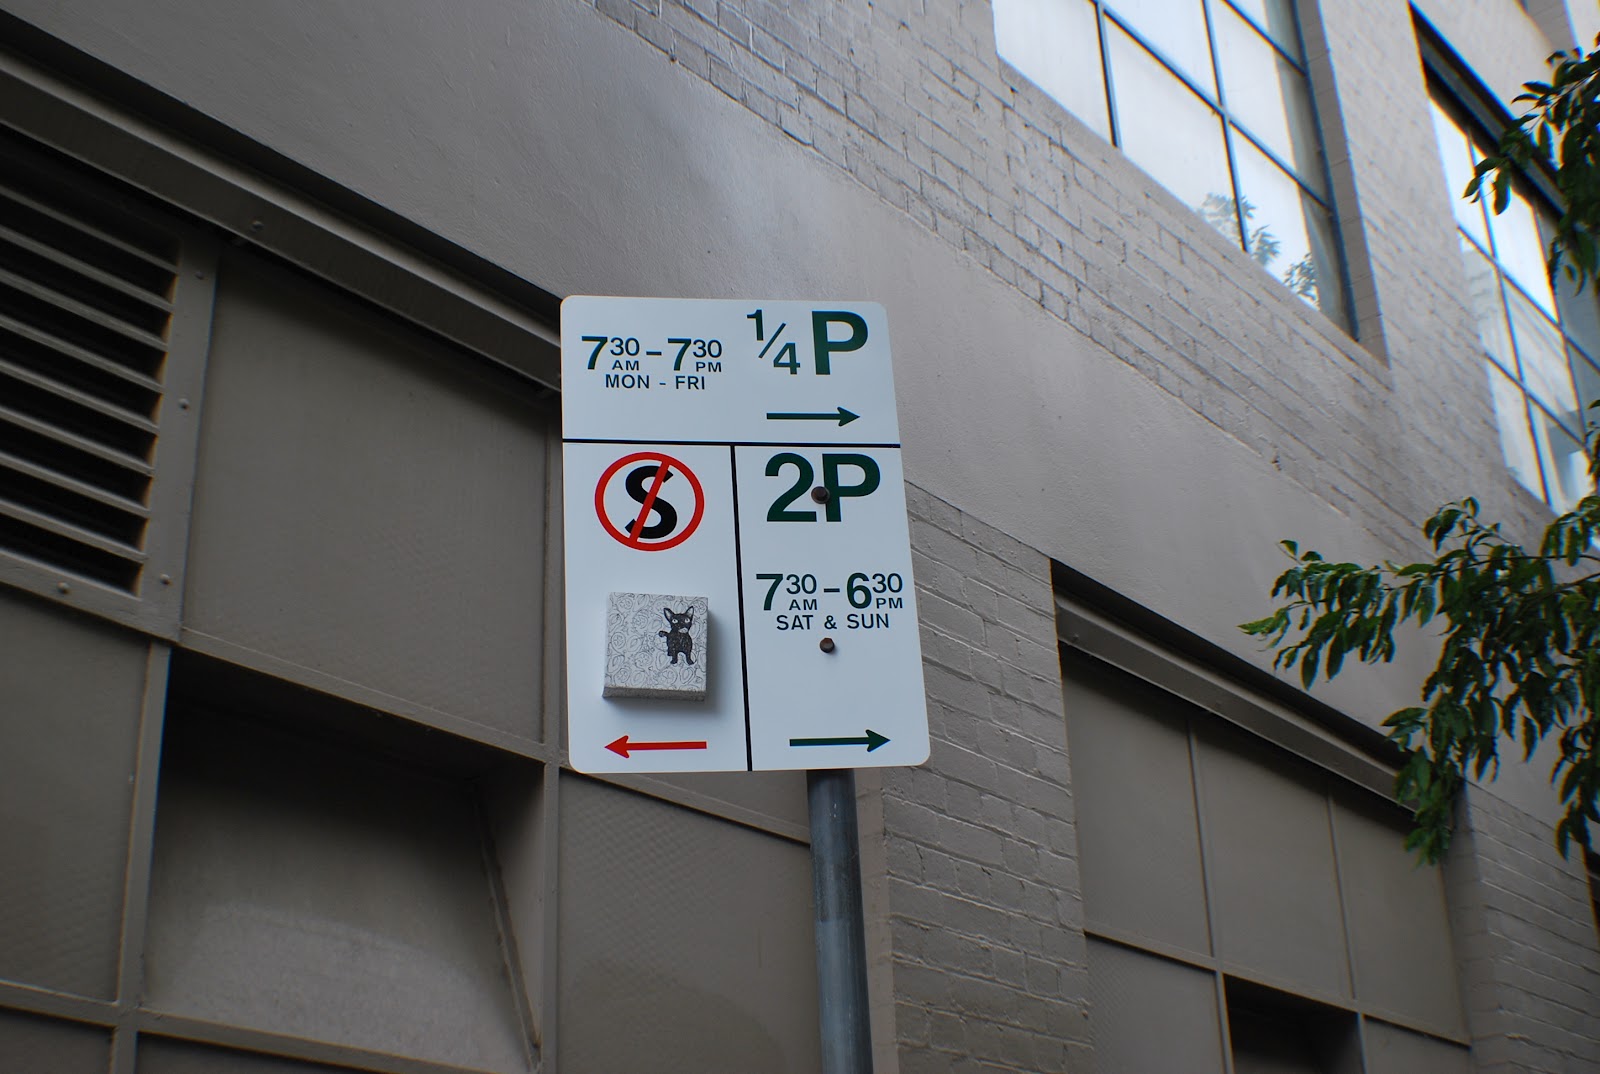 7:30 AM - 7:30 PM 1/4 P
MON - FRI
S
2P
7:30 AM - 6:30 PM
SAT & SUN